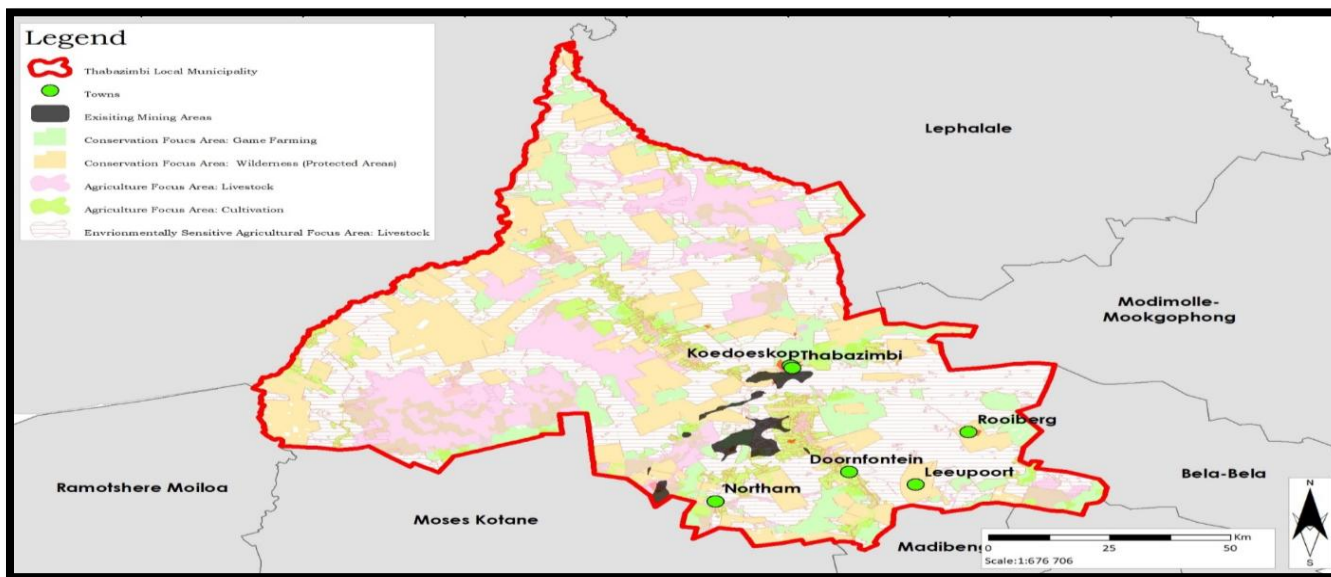 Legend
Thabazimbi Local Municipality
Towns
Exisiting Mining Areas
Conservation Foucs Area: Game Farming
Conservation Focus Area: Wilderness (Protected Areas)
Agriculture Focus Area: Livestock
Agriculture Focus Area: Cultivation
Envrionmentally Sensitive Agricultural Focus Area: Livestock
Lephalale
Modimolle-
Mookgophong
Koedoeskop
Thabazimbi
Rooiberg
Doornfontein
Leeupoort
Bela-Bela
Northam
Ramotshere Moiloa
Moses Kotane
Madibeng
N
S
Km
0 25 50
Scale:1:676 706